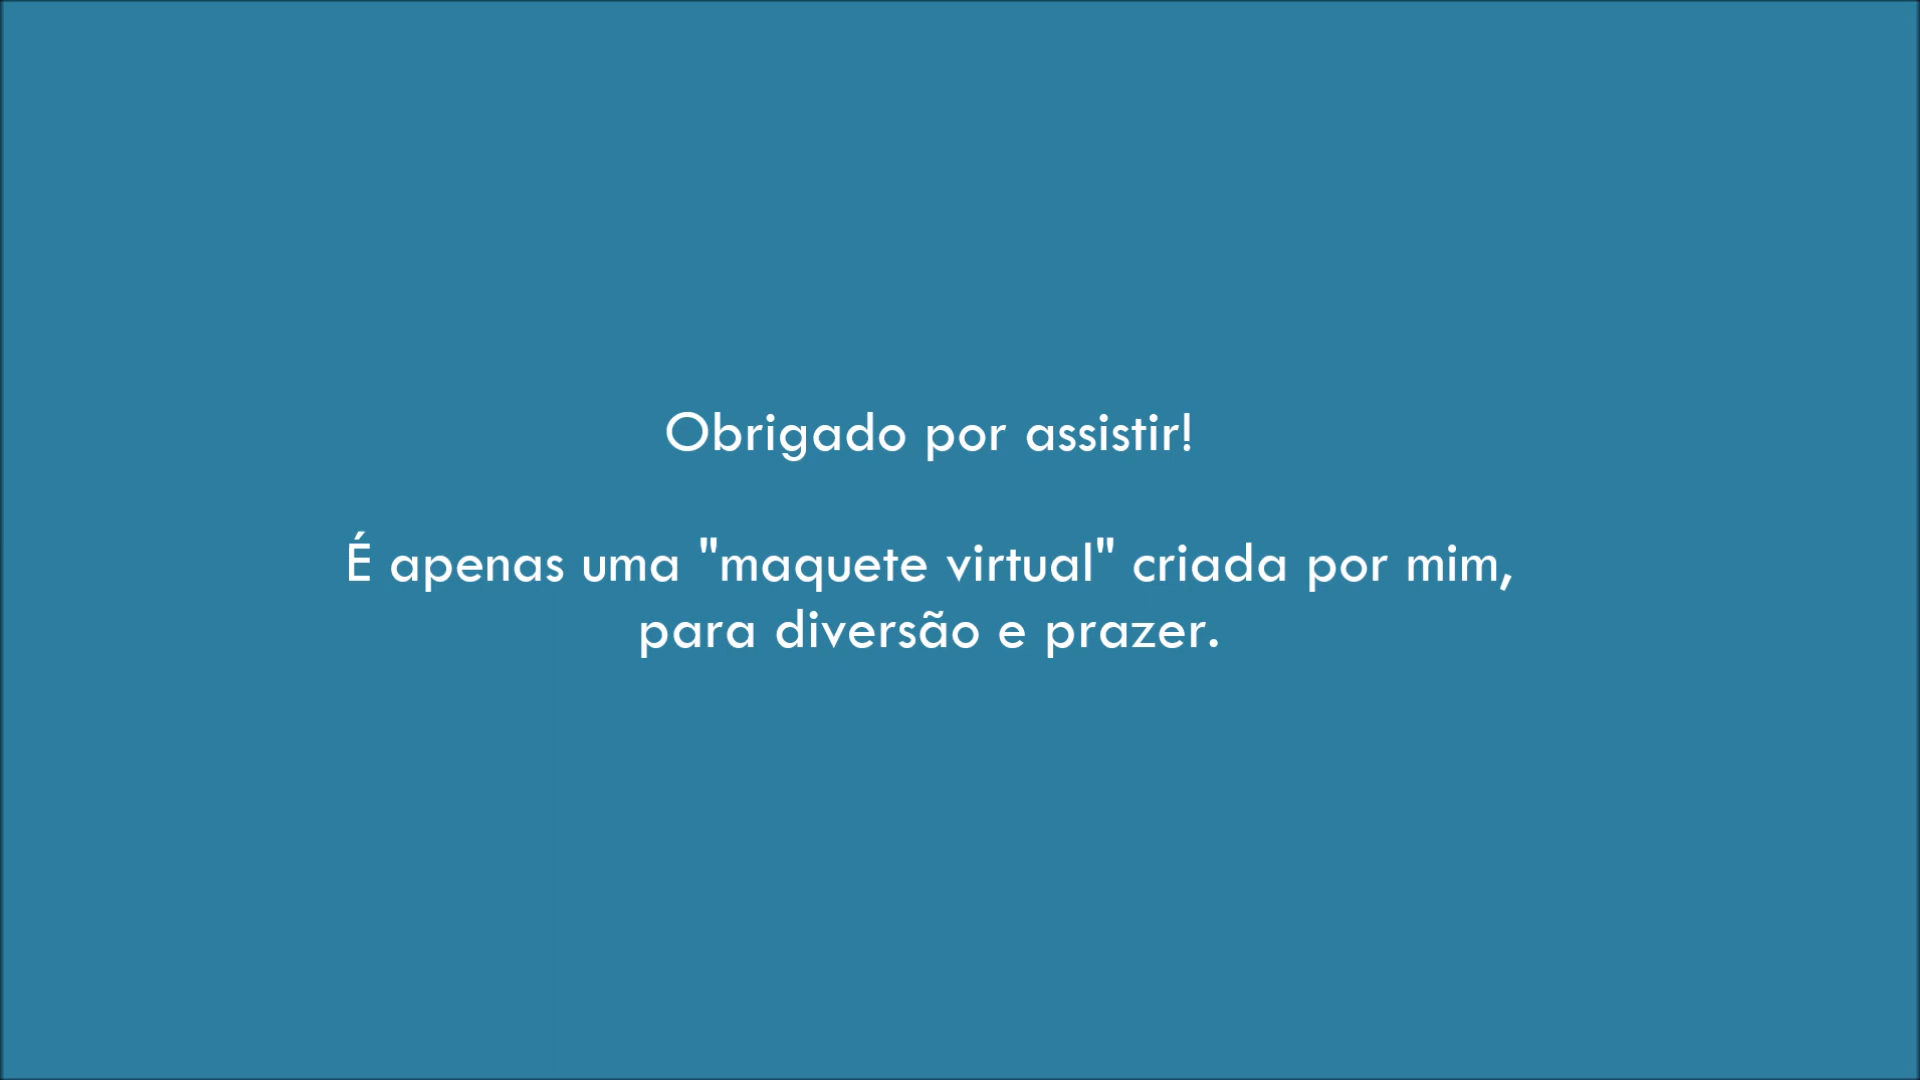 Obrigado por assistir!
É apenas uma "maquete virtual" criada por mim,
para diversão e prazer.